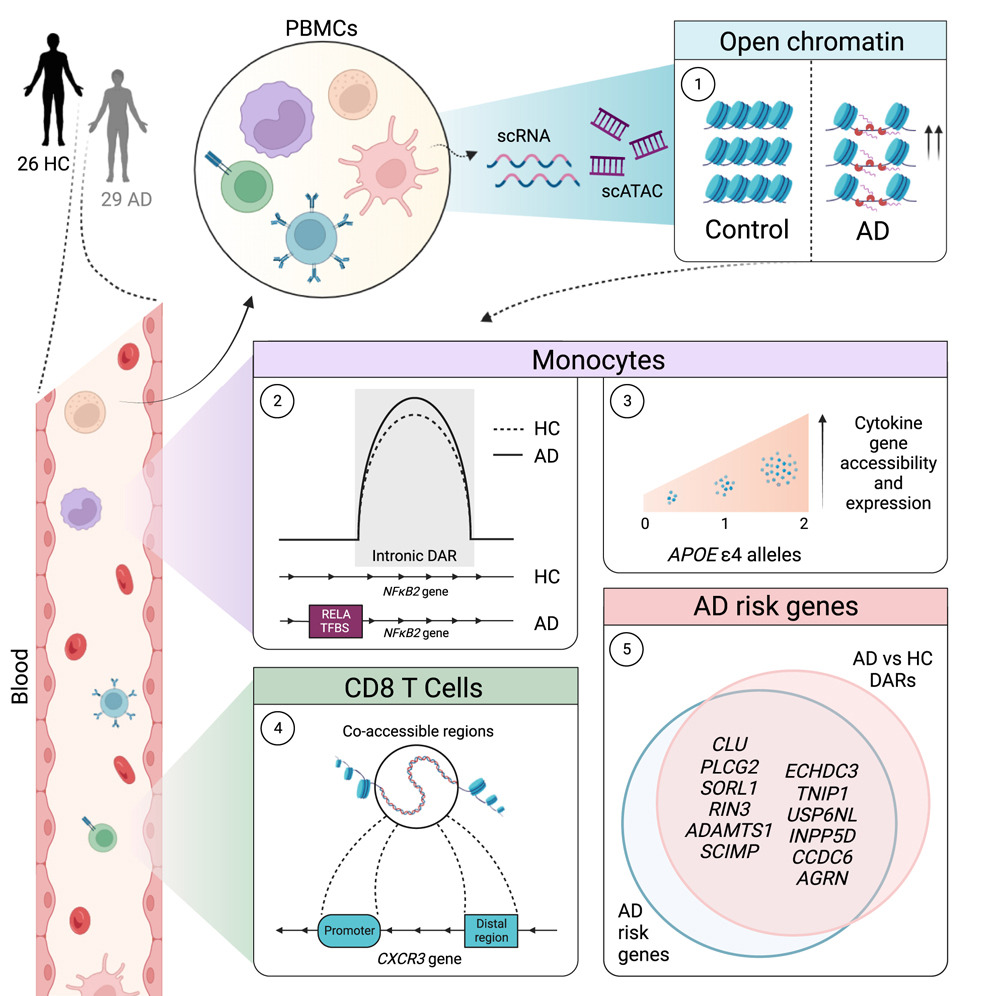 PBMCs
26 HC
29 AD
scRNA
scATAC
Open chromatin
1
Control
AD
Monocytes
2
HC
AD
Intronic DAR
HC
NFκB2 gene
RELA
TFBS
NFκB2 gene
AD
3
Cytokine
gene
accessibility
and
expression
0
1
2
APOE ε4 alleles
Blood
CD8 T Cells
4
Co-accessible regions
Promoter
Distal
region
CXCR3 gene
AD risk genes
5
AD vs HC
DARs
CLU
PLCG2
SORL1
RIN3
ADAMTS1
SCIMP
ECHDC3
TNIP1
USP6NL
INPP5D
CCDC6
AGRN
AD
risk
genes